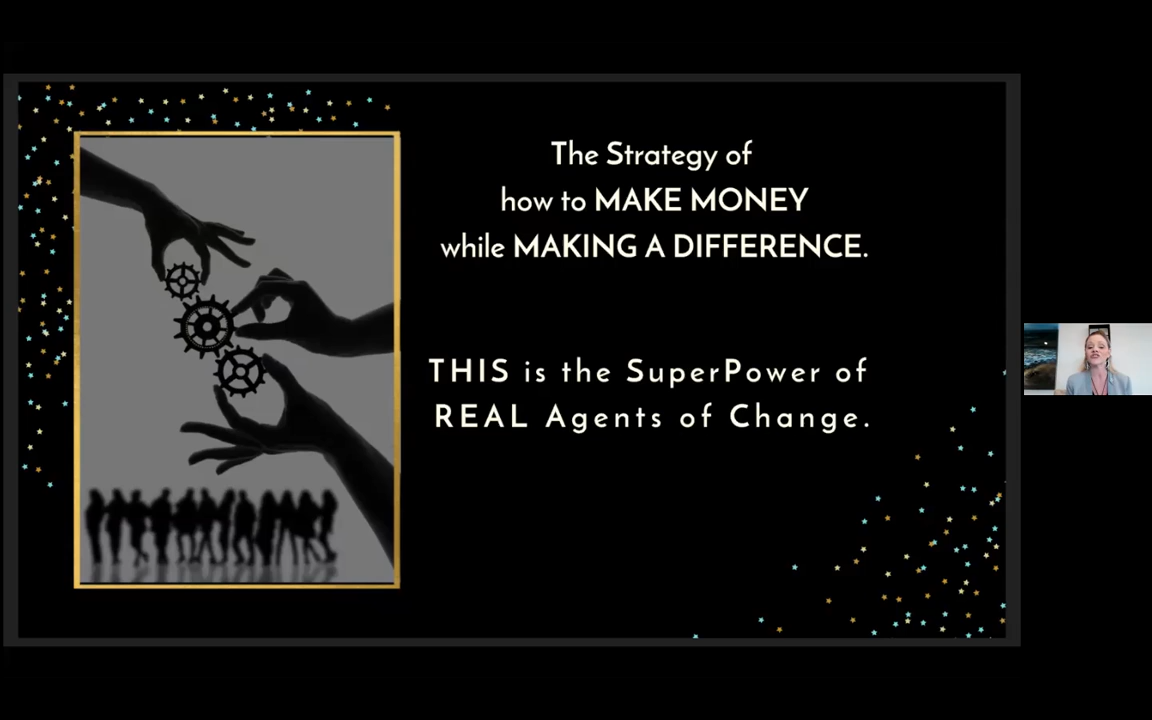 The Strategy of
how to MAKE MONEY
while MAKING A DIFFERENCE.
THIS is the SuperPower of
REAL Agents of Change.